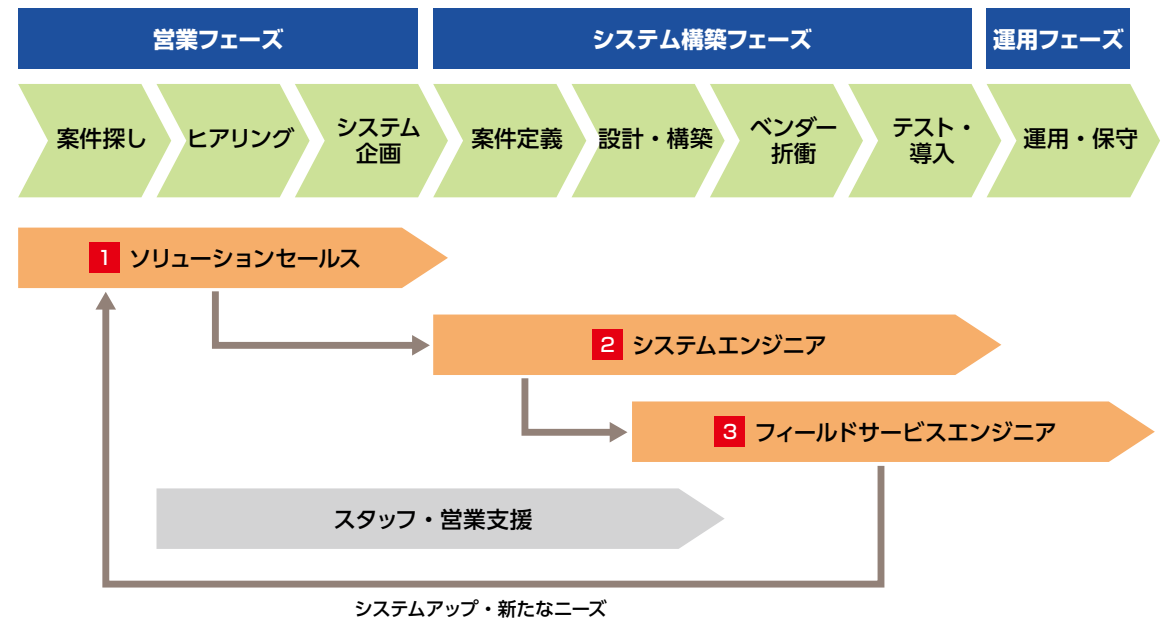 営業フェーズ
システム構築フェーズ
運用フェーズ
案件探し
ヒアリング
システム
企画
案件定義
設計・構築
ベンダー
折衝
テスト・
導入
運用・保守
1 ソリューションセールス
2 システムエンジニア
3 フィールドサービスエンジニア
スタッフ・営業支援
システムアップ・新たなニーズ